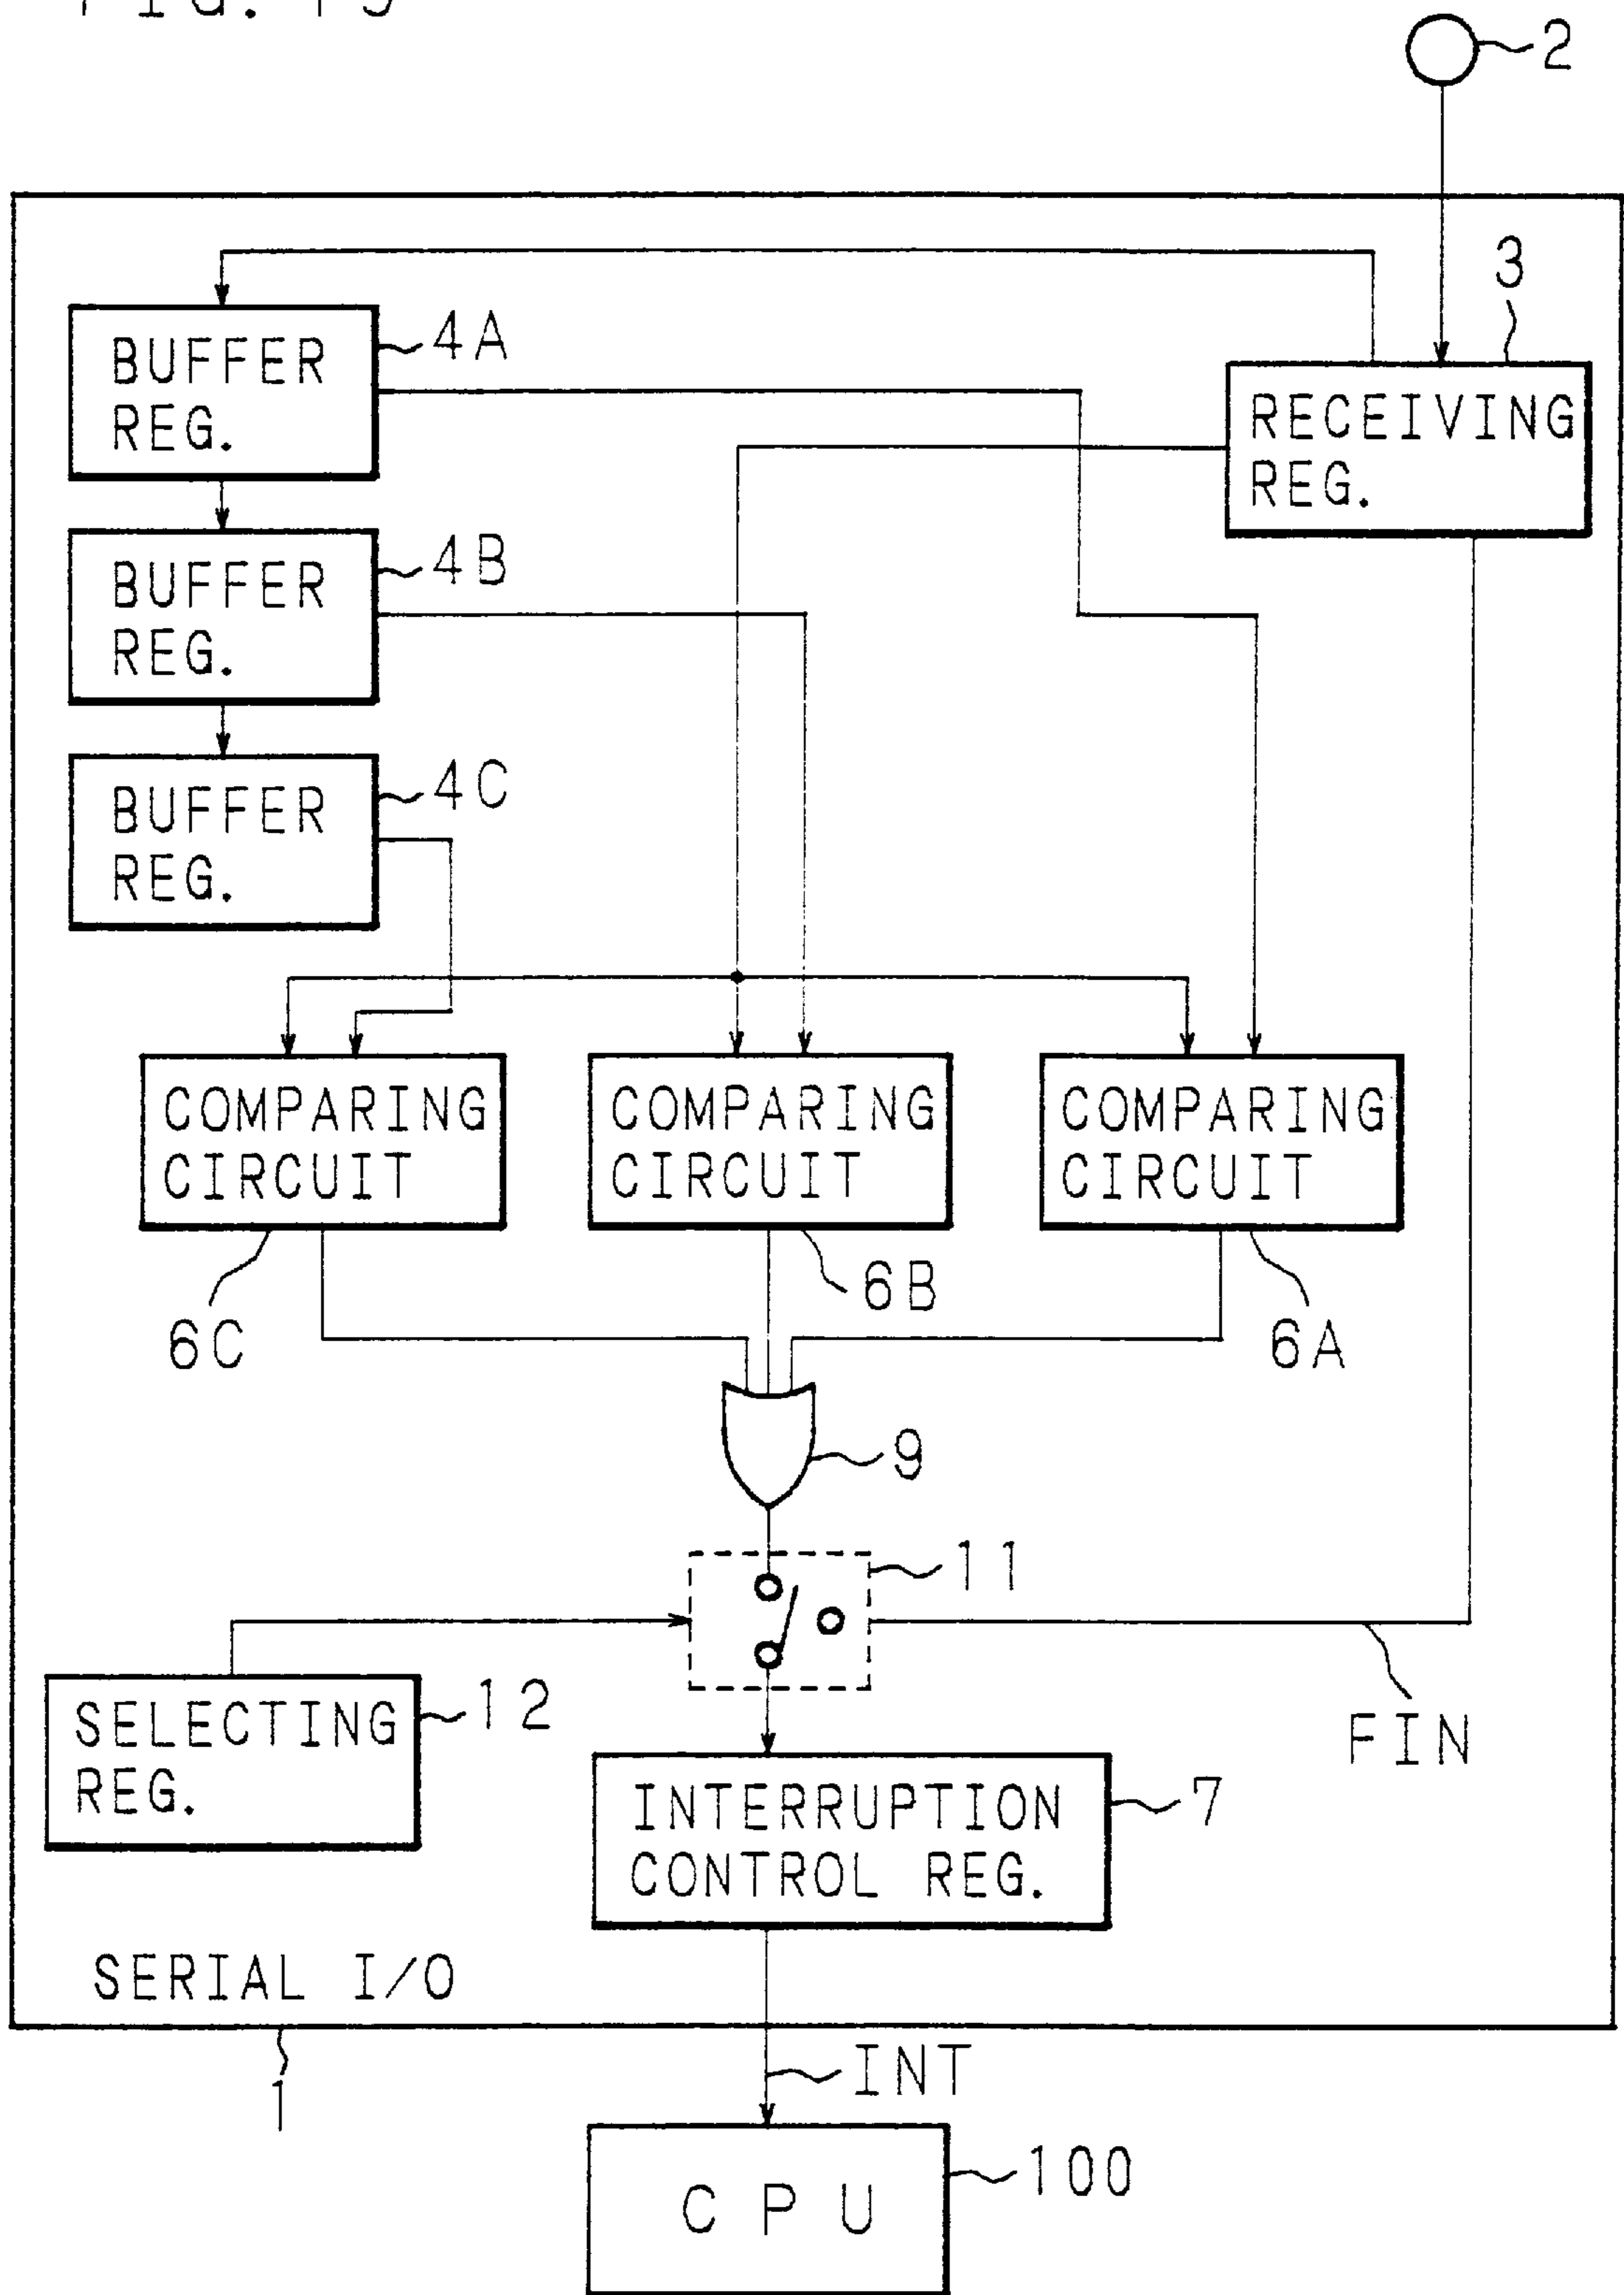 2
3
4A
BUFFER
REG.
RECEIVING
REG.
4B
BUFFER
REG.
4C
BUFFER
REG.
COMPARING
CIRCUIT
COMPARING
CIRCUIT
COMPARING
CIRCUIT
6C
6B
6A
9
11
12
SELECTING
REG.
FIN
7
INTERRUPTION
CONTROL REG.
SERIAL I/O
1
INT
100
CPU